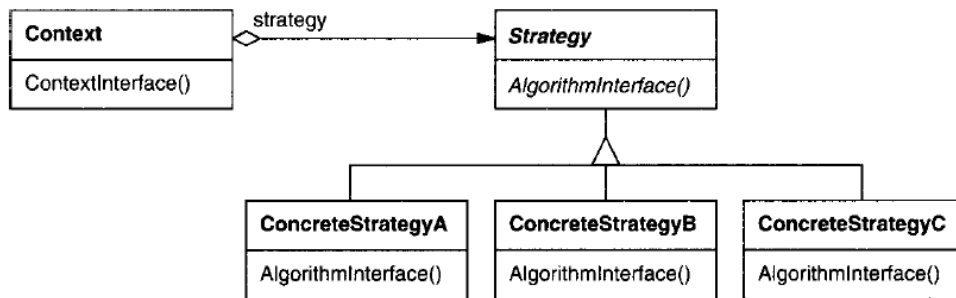 Context
ContextInterface()
strategy
Strategy
AlgorithmInterface()
ConcreteStrategyA
AlgorithmInterface()
ConcreteStrategyB
AlgorithmInterface()
ConcreteStrategyC
AlgorithmInterface()